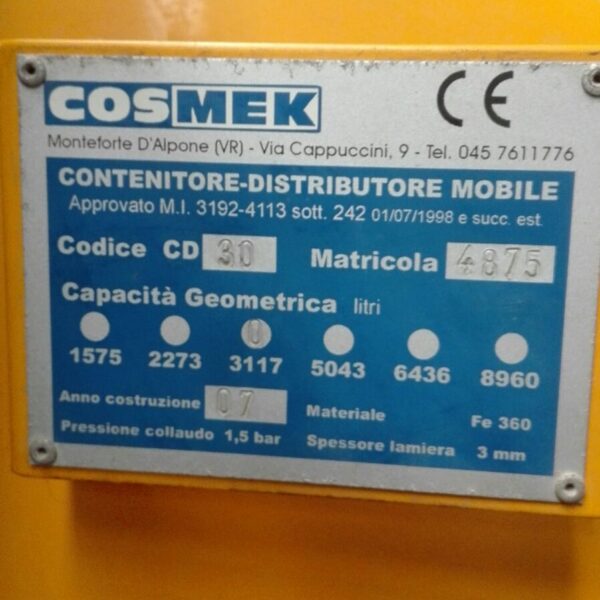 COSMEK CE
Monteforte D'Alpone (VR) - Via Cappuccini, 9 - Tel. 045 7611776
CONTENITORE-DISTRIBUTORE MOBILE
Approvato M.I. 3192-4113 sott. 242 01/07/1998 e succ. est.
Codice CD 30 Matricola 4875
Capacità Geometrica litri
0
1575 2273 3117 5043 6436 8960
Anno costruzione 07 Materiale Fe 360
Pressione collaudo 1,5 bar Spessore lamiera 3 mm